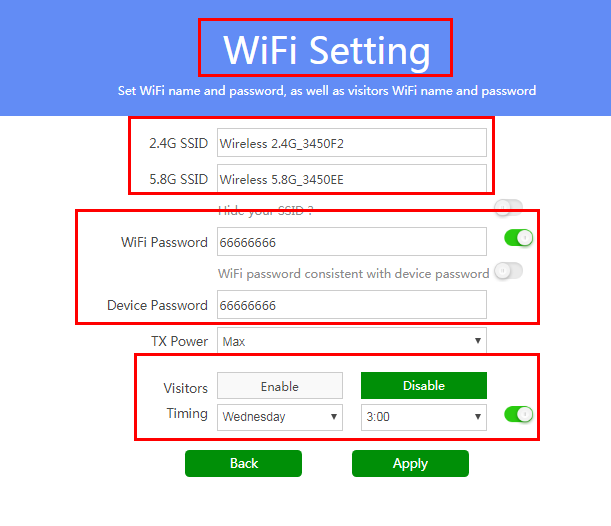 WiFi Setting
Set WiFi name and password, as well as visitors WiFi name and password
2.4G SSID Wireless 2.4G_3450F2
5.8G SSID Wireless 5.8G_3450EE
Hide your SSID ?
WiFi Password 66666666
WiFi password consistent with device password
Device Password 66666666
TX Power Max
Visitors Enable Disable
Timing Wednesday 3:00
Back Apply